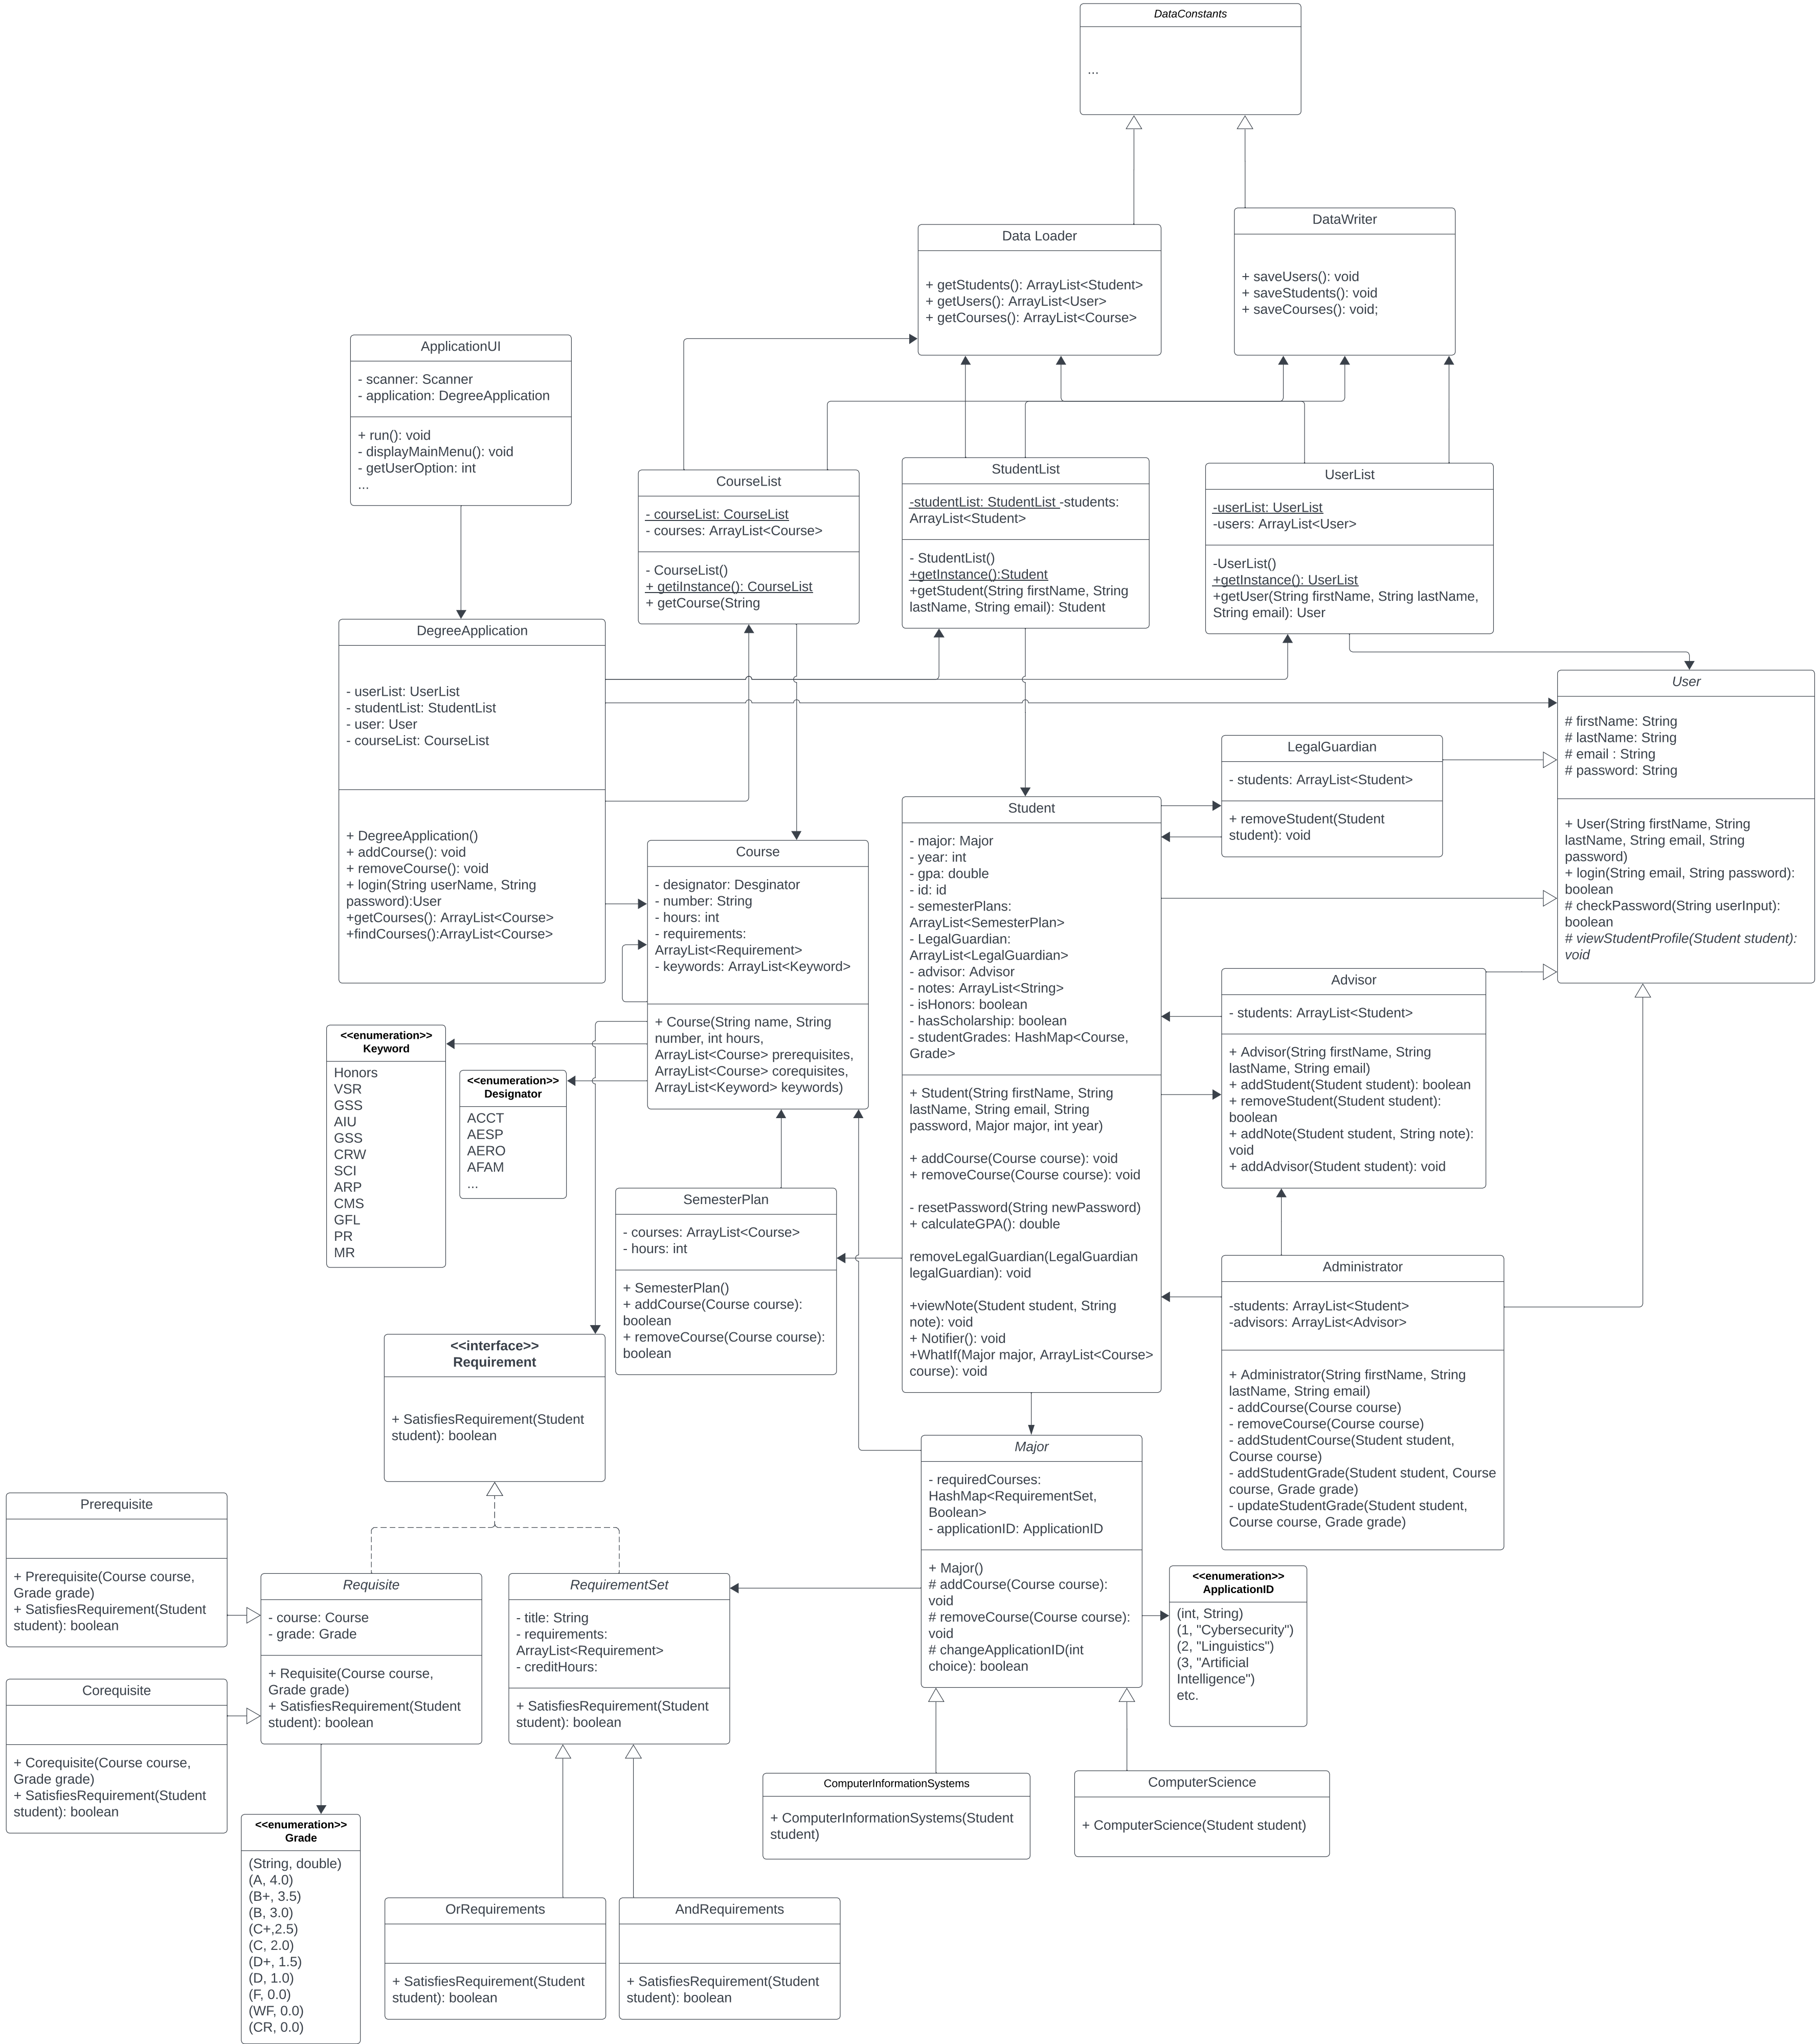 DataConstants
...
Data Loader
+ getStudents(): ArrayList<Student>
+ getUsers(): ArrayList<User>
+ getCourses(): ArrayList<Course>
DataWriter
+ saveUsers(): void
+ saveStudents(): void
+ saveCourses(): void;
ApplicationUI
- scanner: Scanner
- application: DegreeApplication
+ run(): void
- displayMainMenu(): void
- getUserOption: int
...
CourseList
- courseList: CourseList
- courses: ArrayList<Course>
- CourseList()
+ getiInstance(): CourseList
+ getCourse(String
StudentList
-studentList: StudentList -students:
ArrayList<Student>
- StudentList()
+getInstance():Student
+getStudent(String firstName, String
lastName, String email): Student
UserList
-userList: UserList
-users: ArrayList<User>
-UserList()
+getInstance(): UserList
+getUser(String firstName, String lastName,
String email): User
DegreeApplication
- userList: UserList
- studentList: StudentList
- user: User
- courseList: CourseList
+ DegreeApplication()
+ addCourse(): void
+ removeCourse(): void
+ login(String userName, String
password):User
+getCourses(): ArrayList<Course>
+findCourses():ArrayList<Course>
User
# firstName: String
# lastName: String
# email : String
# password: String
+ User(String firstName, String
lastName, String email, String
password)
+ login(String email, String password):
boolean
# checkPassword(String userInput):
boolean
# viewStudentProfile(Student student):
void
LegalGuardian
- students: ArrayList<Student>
+ removeStudent(Student
student): void
Student
- major: Major
- year: int
- gpa: double
- id: id
- semesterPlans:
ArrayList<SemesterPlan>
- LegalGuardian:
ArrayList<LegalGuardian>
- advisor: Advisor
- notes: ArrayList<String>
- isHonors: boolean
- hasScholarship: boolean
- studentGrades: HashMap<Course,
Grade>
+ Student(String firstName, String
lastName, String email, String
password, Major major, int year)
+ addCourse(Course course): void
+ removeCourse(Course course): void
- resetPassword(String newPassword)
+ calculateGPA(): double
removeLegalGuardian(LegalGuardian
legalGuardian): void
+viewNote(Student student, String
note): void
+ Notifier(): void
+WhatIf(Major major, ArrayList<Course>
course): void
Course
- designator: Desginator
- number: String
- hours: int
- requirements:
ArrayList<Requirement>
- keywords: ArrayList<Keyword>
+ Course(String name, String
number, int hours,
ArrayList<Course> prerequisites,
ArrayList<Course> corequisites,
ArrayList<Keyword> keywords)
Advisor
- students: ArrayList<Student>
+ Advisor(String firstName, String
lastName, String email)
+ addStudent(Student student): boolean
+ removeStudent(Student student):
boolean
+ addNote(Student student, String note):
void
+ addAdvisor(Student student): void
<<enumeration>>
Keyword
Honors
VSR
GSS
AIU
GSS
CRW
SCI
ARP
CMS
GFL
PR
MR
<<enumeration>>
Designator
ACCT
AESP
AERO
AFAM
...
SemesterPlan
- courses: ArrayList<Course>
- hours: int
+ SemesterPlan()
+ addCourse(Course course):
boolean
+ removeCourse(Course course):
boolean
Administrator
-students: ArrayList<Student>
-advisors: ArrayList<Advisor>
+ Administrator(String firstName, String
lastName, String email)
- addCourse(Course course)
- removeCourse(Course course)
- addStudentCourse(Student student,
Course course)
- addStudentGrade(Student student, Course
course, Grade grade)
- updateStudentGrade(Student student,
Course course, Grade grade)
<<interface>>
Requirement
+ SatisfiesRequirement(Student
student): boolean
Major
- requiredCourses:
HashMap<RequirementSet,
Boolean>
- applicationID: ApplicationID
+ Major()
# addCourse(Course course):
void
# removeCourse(Course course):
void
# changeApplicationID(int
choice): boolean
Prerequisite
+ Prerequisite(Course course,
Grade grade)
+ SatisfiesRequirement(Student
student): boolean
Requisite
- course: Course
- grade: Grade
+ Requisite(Course course,
Grade grade)
+ SatisfiesRequirement(Student
student): boolean
RequirementSet
- title: String
- requirements:
ArrayList<Requirement>
- creditHours:
+ SatisfiesRequirement(Student
student): boolean
<<enumeration>>
ApplicationID
(int, String)
(1, "Cybersecurity")
(2, "Linguistics")
(3, "Artificial
Intelligence")
etc.
Corequisite
+ Corequisite(Course course,
Grade grade)
+ SatisfiesRequirement(Student
student): boolean
ComputerInformationSystems
+ ComputerInformationSystems(Student
student)
ComputerScience
+ ComputerScience(Student student)
<<enumeration>>
Grade
(String, double)
(A, 4.0)
(B+, 3.5)
(B, 3.0)
(C+,2.5)
(C, 2.0)
(D+, 1.5)
(D, 1.0)
(F, 0.0)
(WF, 0.0)
(CR, 0.0)
OrRequirements
+ SatisfiesRequirement(Student
student): boolean
AndRequirements
+ SatisfiesRequirement(Student
student): boolean